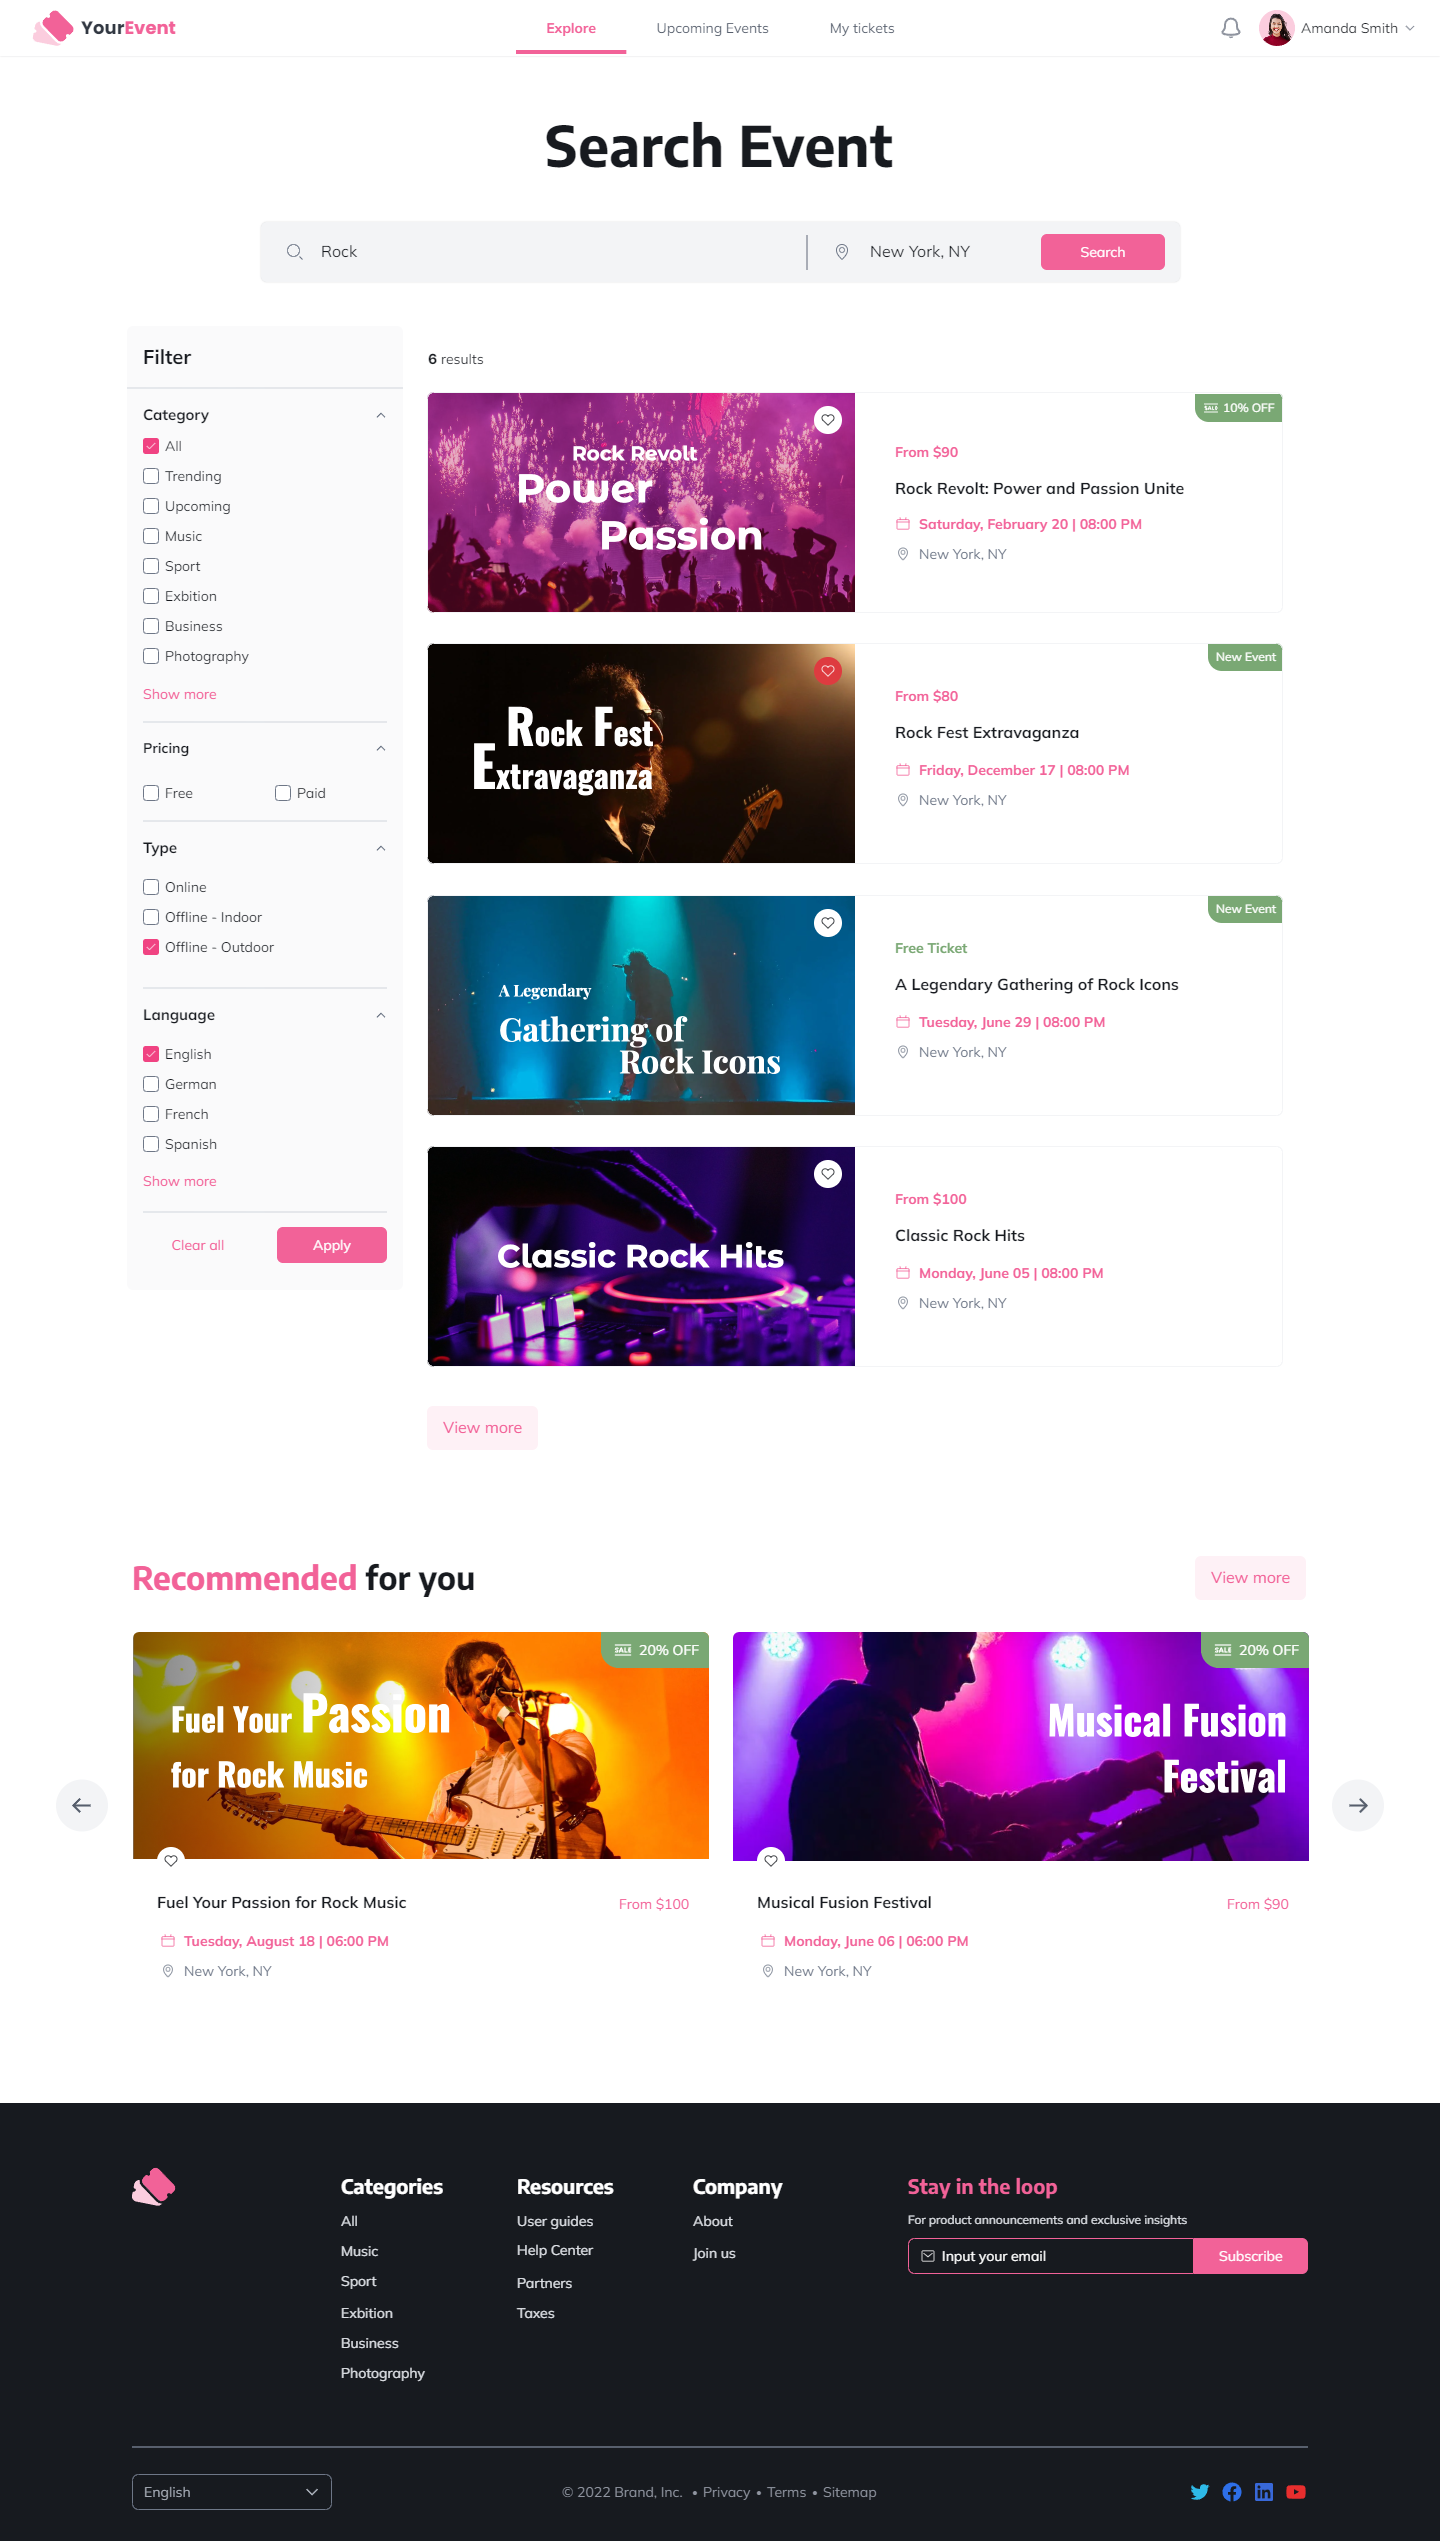 YourEvent
Explore
Upcoming Events
My tickets
Amanda Smith
Search Event
Rock
New York, NY
Search
Filter
Category
All
Trending
Upcoming
Music
Sport
Exbition
Business
Photography
Show more
Pricing
Free
Paid
Type
Online
Offline - Indoor
Offline - Outdoor
Language
English
German
French
Spanish
Show more
Clear all
Apply
6 results
Rock Revolt
Power
Passion
SALE 10% OFF
From $90
Rock Revolt: Power and Passion Unite
Saturday, February 20 | 08:00 PM
New York, NY
Rock Fest
Extravaganza
New Event
From $80
Rock Fest Extravaganza
Friday, December 17 | 08:00 PM
New York, NY
A Legendary
Gathering of
Rock Icons
New Event
Free Ticket
A Legendary Gathering of Rock Icons
Tuesday, June 29 | 08:00 PM
New York, NY
Classic Rock Hits
From $100
Classic Rock Hits
Monday, June 05 | 08:00 PM
New York, NY
View more
Recommended for you
View more
SALE 20% OFF
Fuel Your Passion
for Rock Music
Fuel Your Passion for Rock Music
From $100
Tuesday, August 18 | 06:00 PM
New York, NY
SALE 20% OFF
Musical Fusion
Festival
Musical Fusion Festival
From $90
Monday, June 06 | 06:00 PM
New York, NY
Categories
All
Music
Sport
Exbition
Business
Photography
Resources
User guides
Help Center
Partners
Taxes
Company
About
Join us
Stay in the loop
For product announcements and exclusive insights
Input your email
Subscribe
English
© 2022 Brand, Inc. • Privacy • Terms • Sitemap